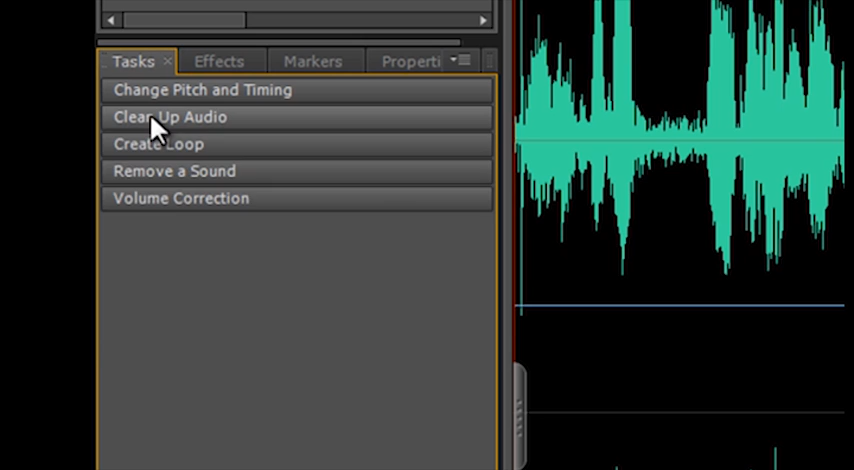 Tasks × Effects Markers Properti
Change Pitch and Timing
Clean Up Audio
Create Loop
Remove a Sound
Volume Correction